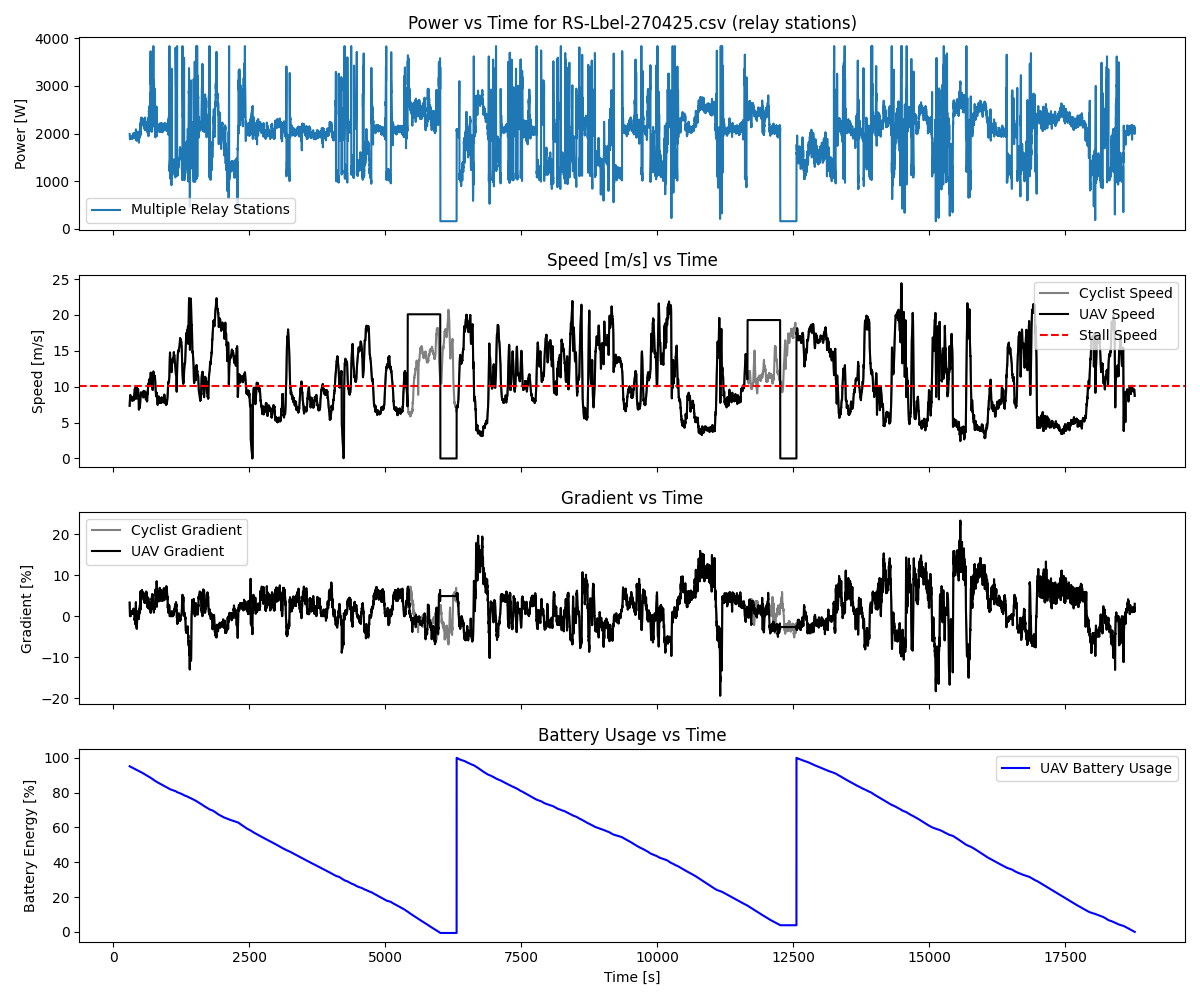 Power vs Time for RS-Lbel-270425.csv (relay stations)
4000
3000
2000
1000
0
Power [W]
Multiple Relay Stations
Speed [m/s] vs Time
25
20
15
10
5
0
Speed [m/s]
Cyclist Speed
UAV Speed
Stall Speed
Gradient vs Time
20
10
0
−10
−20
Gradient [%]
Cyclist Gradient
UAV Gradient
Battery Usage vs Time
100
80
60
40
20
0
Battery Energy [%]
UAV Battery Usage
0 2500 5000 7500 10000 12500 15000 17500
Time [s]